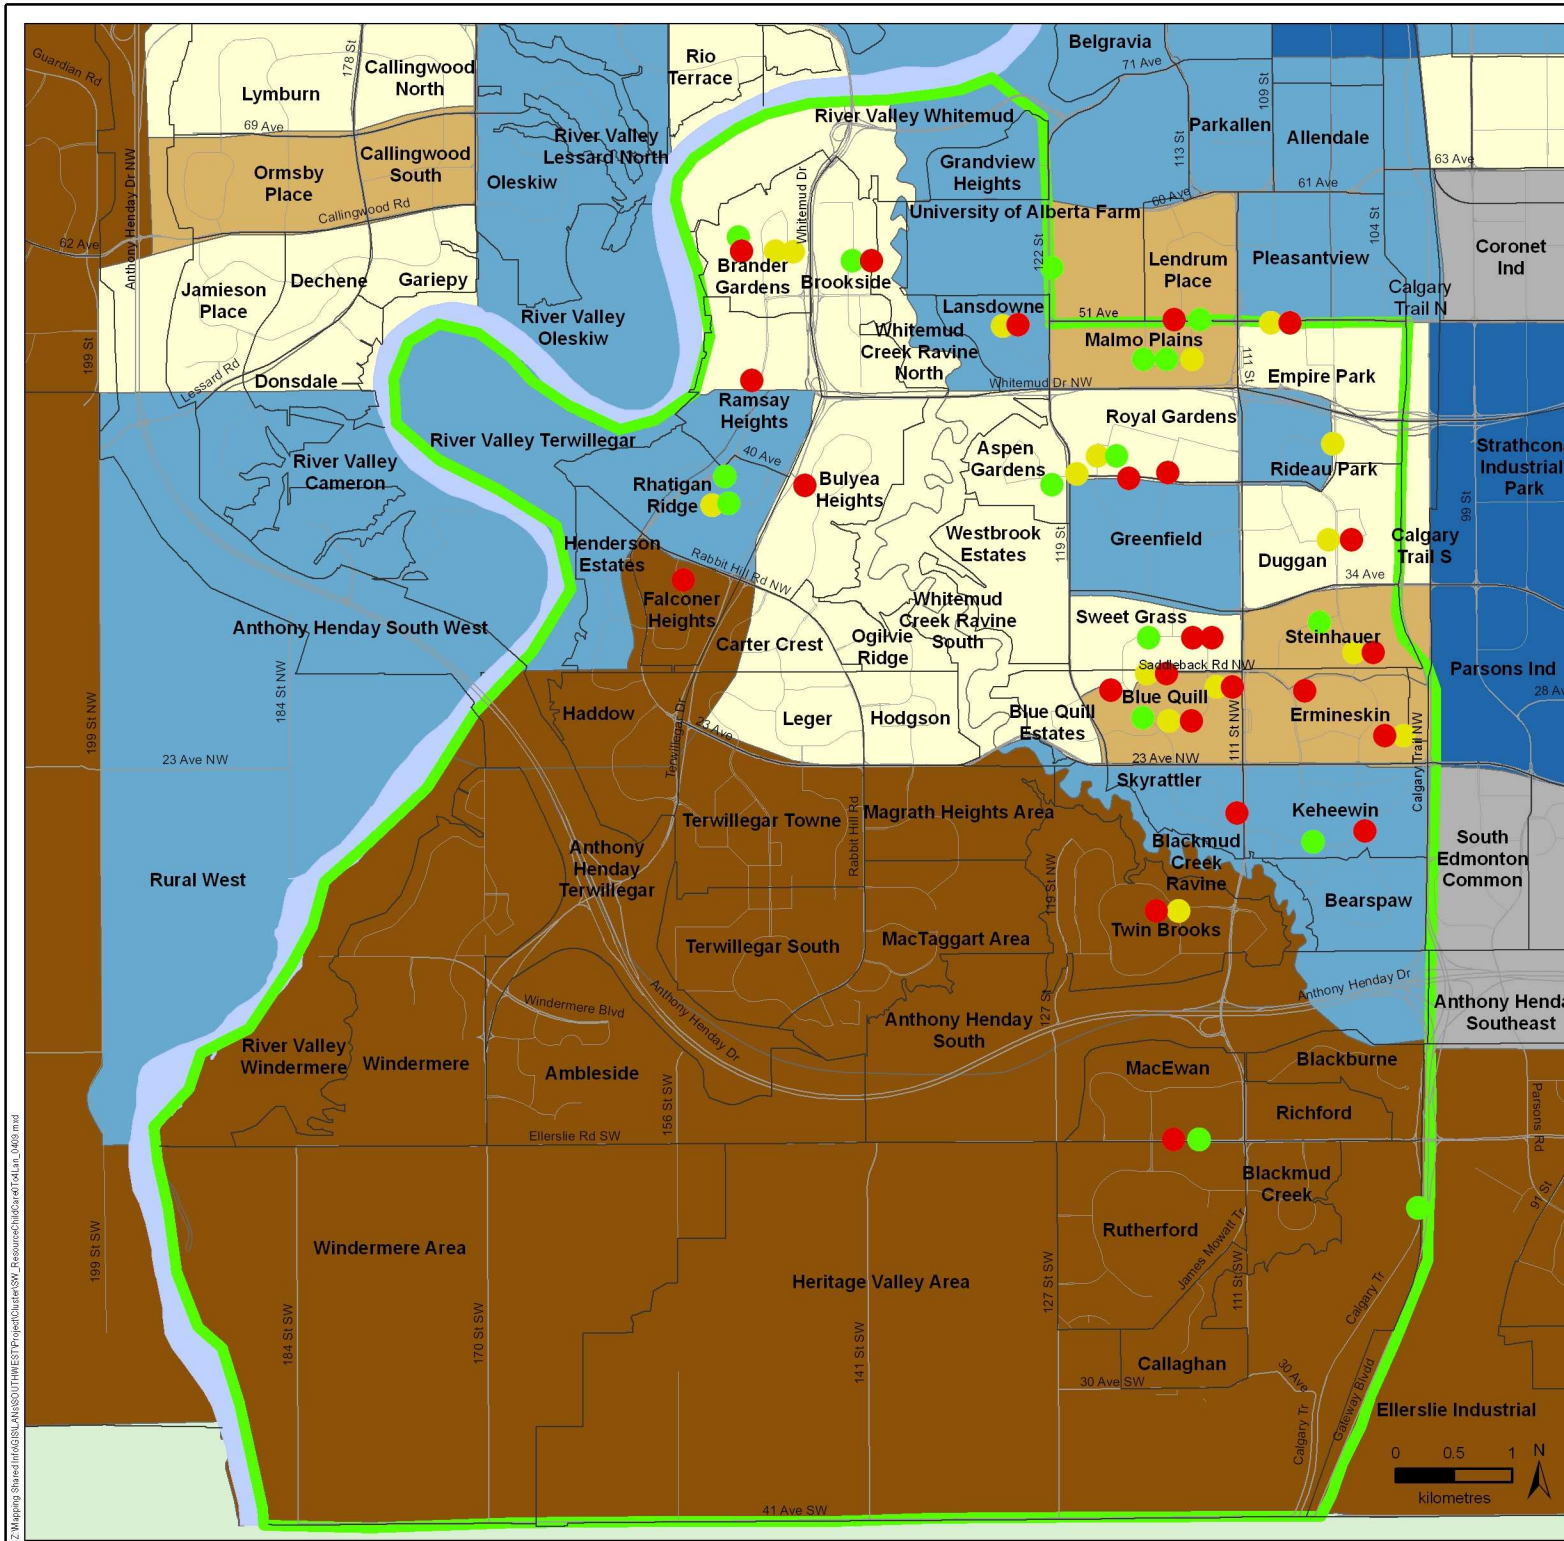 Guardian Rd
178 St
Callingwood
North
Lymburn
69 Ave
Rio
Terrace
Belgravia
71 Ave
109 St
River Valley Whitemud
Parkallen
Allendale
113 St
River Valley
Lessard North
Callingwood
South
Ormsby
Place
Oleskiw
Grandview
Heights
63 Ave
61 Ave
60 Ave
Callingwood Rd
Anthony Henday Dr NW
62 Ave
Whitemud Dr
University of Alberta Farm
122 St
104 St
Coronet
Ind
Lendrum
Place
Pleasantview
Brander
Gardens
Brookside
Dechene
Gariepy
Jamieson
Place
Calgary
Trail N
River Valley
Oleskiw
Lansdowne
51 Ave
Malmo Plains
Whitemud
Creek Ravine
North
199 St
Lessard Rd
Donsdale
111 St
Empire Park
Whitemud Dr NW
Ramsay
Heights
Royal Gardens
River Valley Terwillegar
Aspen
Gardens
Strathcona
Industrial
Park
River Valley
Cameron
40 Ave
Rhatigan
Ridge
Bulyea
Heights
Rideau Park
99 St
Westbrook
Estates
119 St
Greenfield
Calgary
Trail S
Henderson
Estates
Rabbit Hill Rd NW
Duggan
34 Ave
Falconer
Heights
Whitemud
Creek Ravine
South
Sweet Grass
Anthony Henday South West
Carter Crest
Ogilvie
Ridge
Steinhauer
Saddleback Rd NW
Parsons Ind
28 Av
184 St NW
199 St NW
Haddow
Terwillegar Dr
23 Ave
Leger
Hodgson
Blue Quill
Estates
Blue Quill
111 St NW
Ermineskin
Calgary Trail NW
23 Ave NW
23 Ave NW
Skyrattler
Terwillegar Towne
Rabbit Hill Rd
Magrath Heights Area
Keheewin
Anthony
Henday
Terwillegar
Blackmud
Creek
Ravine
South
Edmonton
Common
Rural West
119 St NW
Bearspaw
Twin Brooks
Terwillegar South
MacTaggart Area
Windermere Blvd
Anthony Henday Dr
127 St
Anthony Henday Dr
Anthony Henday
South
Anthony Henda
Southeast
River Valley
Windermere
Windermere
Ambleside
MacEwan
Blackburne
156 St SW
Richford
Parsons Rd
Ellerslie Rd SW
Blackmud
Creek
91 St
199 St SW
Windermere Area
Rutherford
James Mowatt Tr
Heritage Valley Area
127 St SW
111 St SW
Calgary Tr
184 St SW
170 St SW
141 St SW
Callaghan
30 Ave SW
30 Ave
Gateway Blvdd
Calgary Tr
Ellerslie Industrial
0 0.5 1
kilometres
N
41 Ave SW